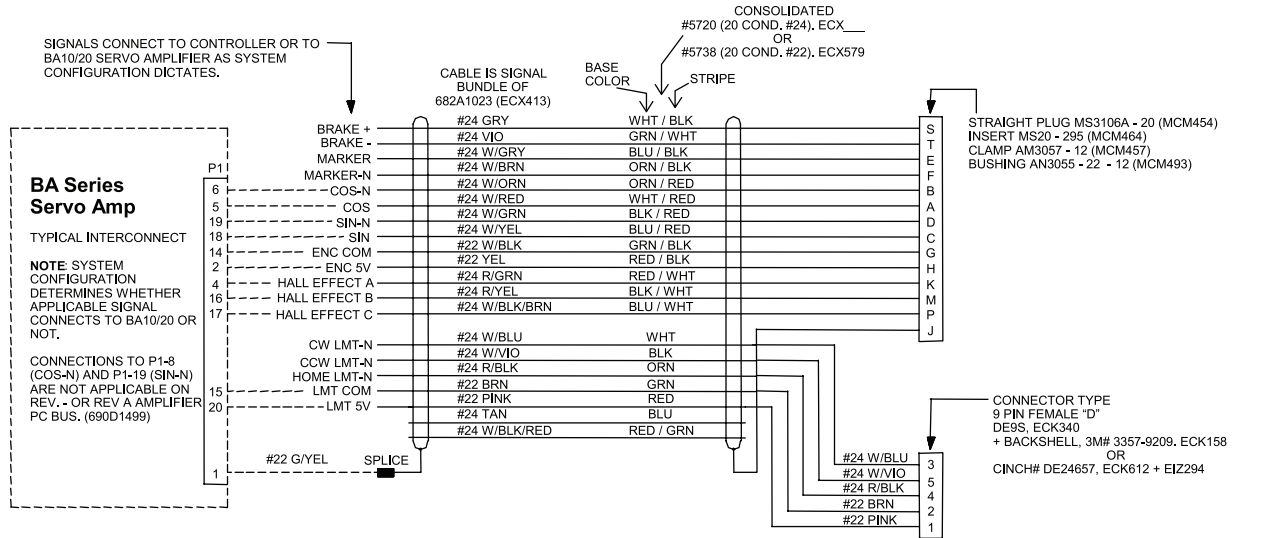 CONSOLIDATED
#5720 (20 COND. #24). ECX___
OR
#5738 (20 COND. #22). ECX579
SIGNALS CONNECT TO CONTROLLER OR TO
BA10/20 SERVO AMPLIFIER AS SYSTEM
CONFIGURATION DICTATES.
CABLE IS SIGNAL
BUNDLE OF
682A1023 (ECX413)
BASE
COLOR
STRIPE
BRAKE + #24 GRY WHT / BLK S
BRAKE - #24 VIO GRN / WHT T
MARKER #24 W/GRY BLU / BLK E
MARKER-N #24 W/BRN ORN / BLK F
6 COS-N #24 W/ORN ORN / RED B
5 COS #24 W/RED WHT / RED A
19 SIN-N #24 W/GRN BLK / RED D
18 SIN #24 W/YEL BLU / RED C
14 ENC COM #22 W/BLK GRN / BLK G
2 ENC 5V #22 YEL RED / BLK H
4 HALL EFFECT A #24 R/GRN RED / WHT K
16 HALL EFFECT B #24 R/YEL BLK / WHT M
17 HALL EFFECT C #24 W/BLK/BRN BLU / WHT P
J
CW LMT-N #24 W/BLU WHT
CCW LMT-N #24 W/VIO BLK
HOME LMT-N #24 R/BLK ORN
15 LMT COM #22 BRN GRN
20 LMT 5V #22 PINK RED
#24 TAN BLU
#24 W/BLK/RED RED / GRN
1 #22 G/YEL SPLICE
P1
BA Series
Servo Amp
TYPICAL INTERCONNECT
NOTE: SYSTEM
CONFIGURATION
DETERMINES WHETHER
APPLICABLE SIGNAL
CONNECTS TO BA10/20 OR
NOT.
CONNECTIONS TO P1-8
(COS-N) AND P1-19 (SIN-N)
ARE NOT APPLICABLE ON
REV. - OR REV A AMPLIFIER
PC BUS. (690D1499)
STRAIGHT PLUG MS3106A - 20 (MCM454)
INSERT MS20 - 295 (MCM464)
CLAMP AM3057 - 12 (MCM457)
BUSHING AN3055 - 22 - 12 (MCM493)
CONNECTOR TYPE
9 PIN FEMALE “D”
DE9S, ECK340
+ BACKSHELL, 3M# 3357-9209. ECK158
OR
CINCH# DE24657, ECK612 + EIZ294
#24 W/BLU 3
#24 W/VIO 5
#24 R/BLK 4
#22 BRN 2
#22 PINK 1